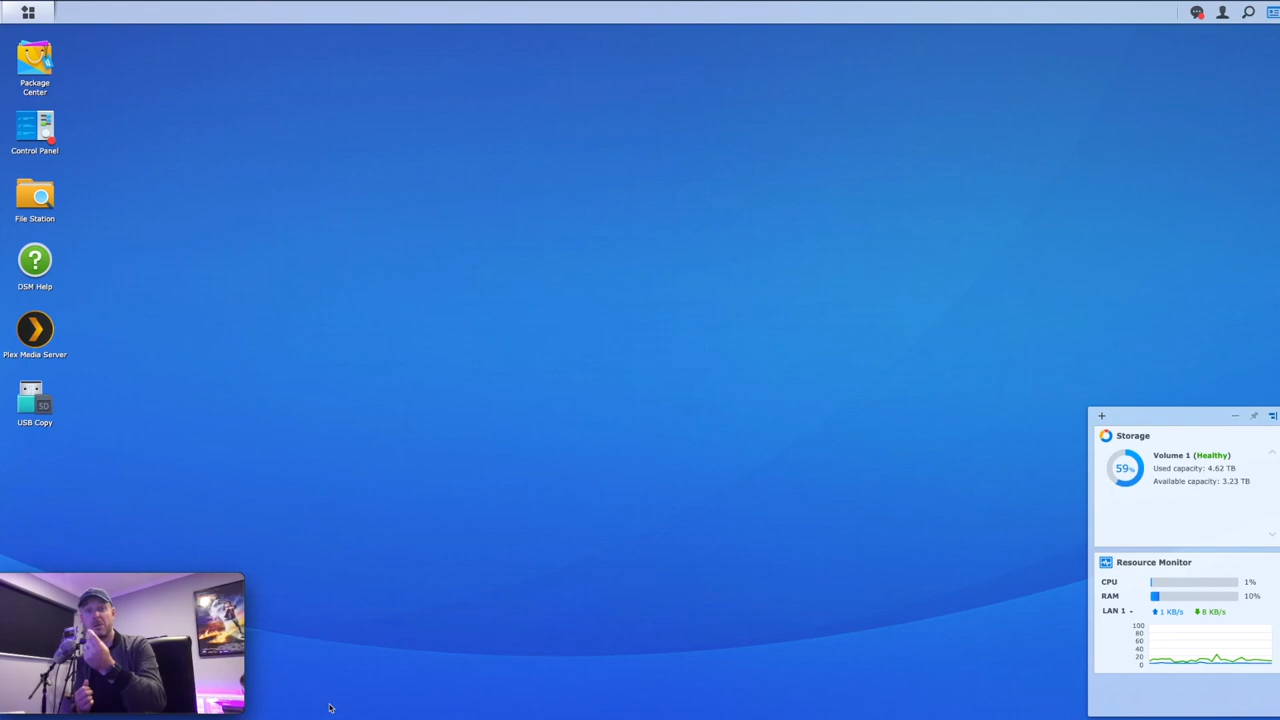 Package
Center
Control Panel
File Station
?
DSM Help
Plex Media Server
SD
USB Copy
Storage
59%
Volume 1 (Healthy)
Used capacity: 4.62 TB
Available capacity: 3.23 TB
Resource Monitor
CPU 1%
RAM 10%
LAN 1 1 KB/s 8 KB/s
100
80
60
40
20
0